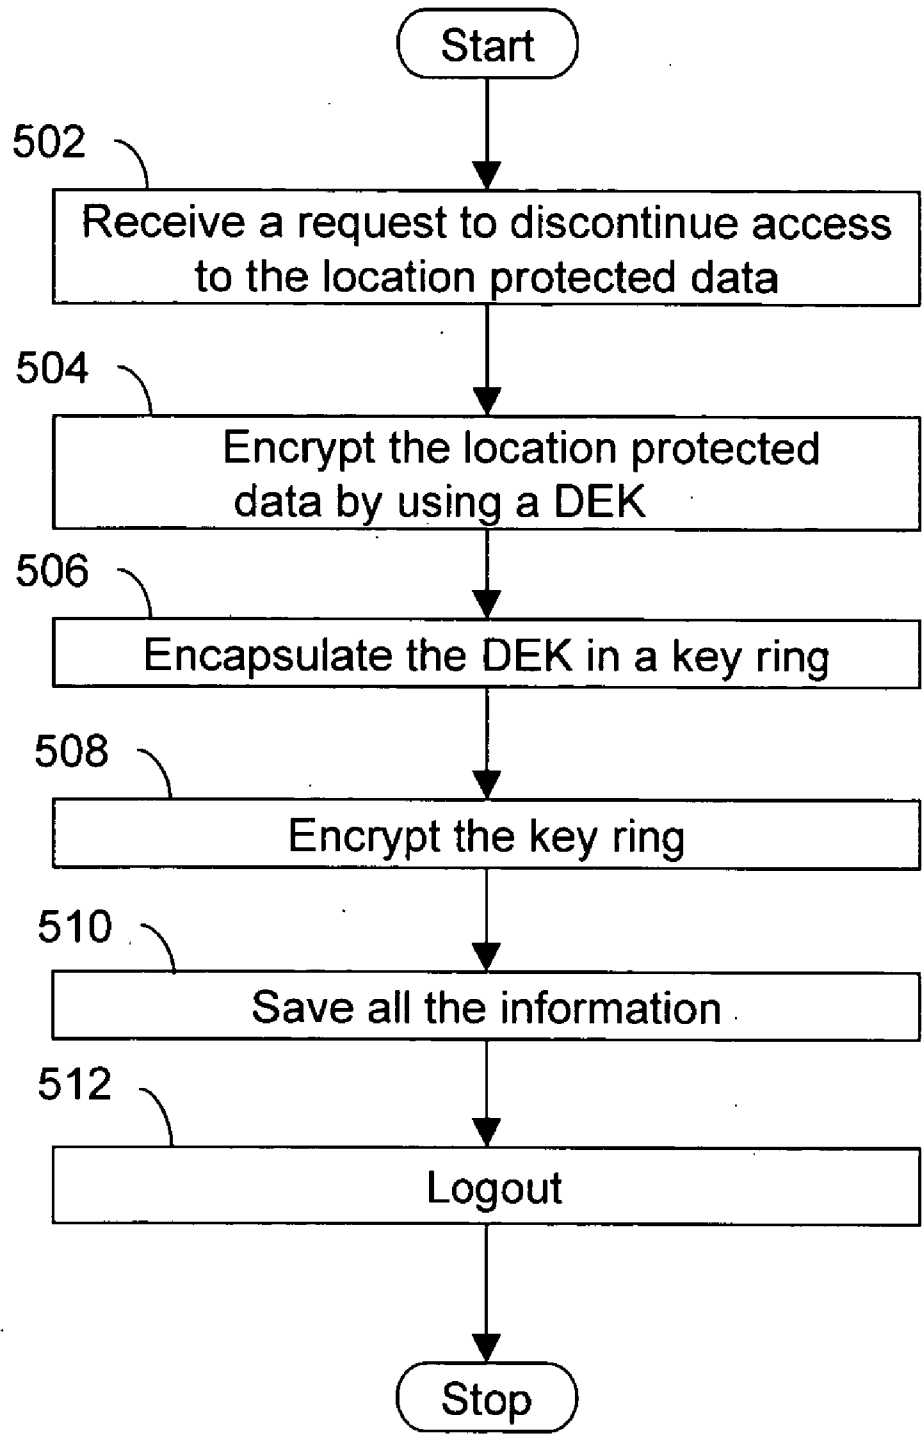 Start
502
Receive a request to discontinue access
to the location protected data
504
Encrypt the location protected
data by using a DEK
506
Encapsulate the DEK in a key ring
508
Encrypt the key ring
510
Save all the information
512
Logout
Stop